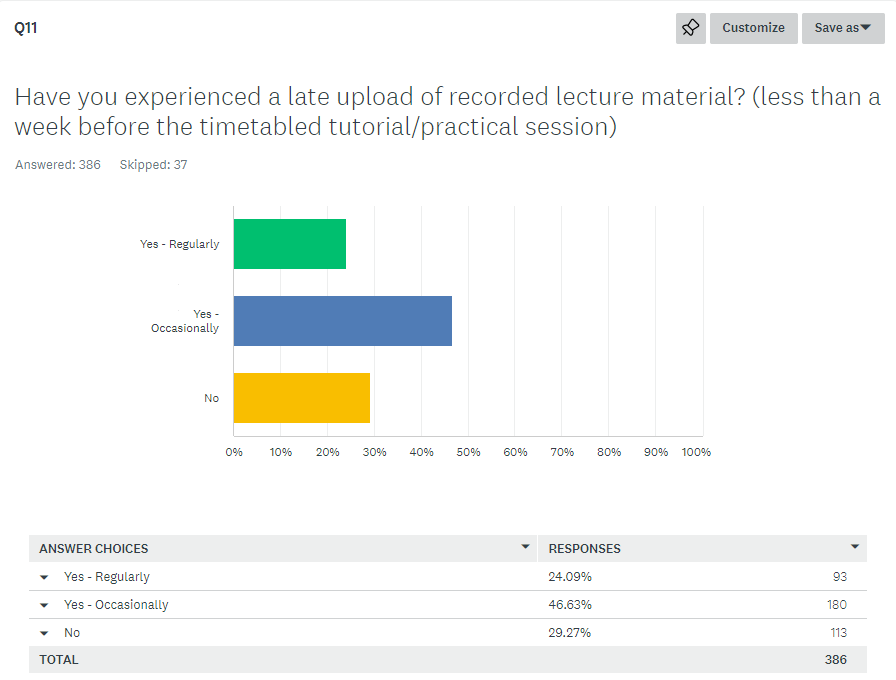 Q11
Customize
Save as
Have you experienced a late upload of recorded lecture material? (less than a
week before the timetabled tutorial/practical session)
Answered: 386 Skipped: 37
Yes - Regularly
Yes -
Occasionally
No
0% 10% 20% 30% 40% 50% 60% 70% 80% 90% 100%
ANSWER CHOICES RESPONSES
Yes - Regularly 24.09% 93
Yes - Occasionally 46.63% 180
No 29.27% 113
TOTAL 386